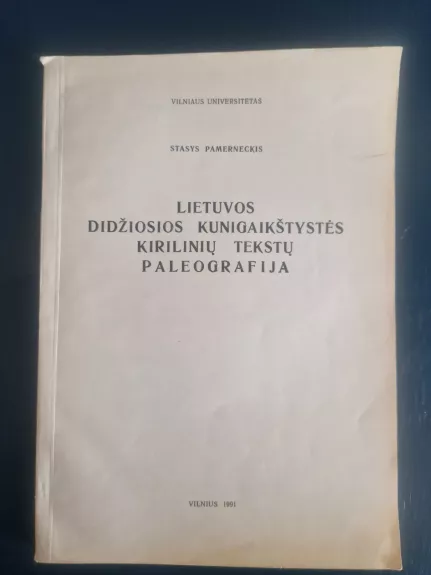 VILNIAUS UNIVERSITETAS
STASYS PAMERNECKIS
LIETUVOS
DIDŽIOSIOS KUNIGAIKŠTYSTĖS
KIRILINIŲ TEKSTŲ
PALEOGRAFIJA
VILNIUS 1991